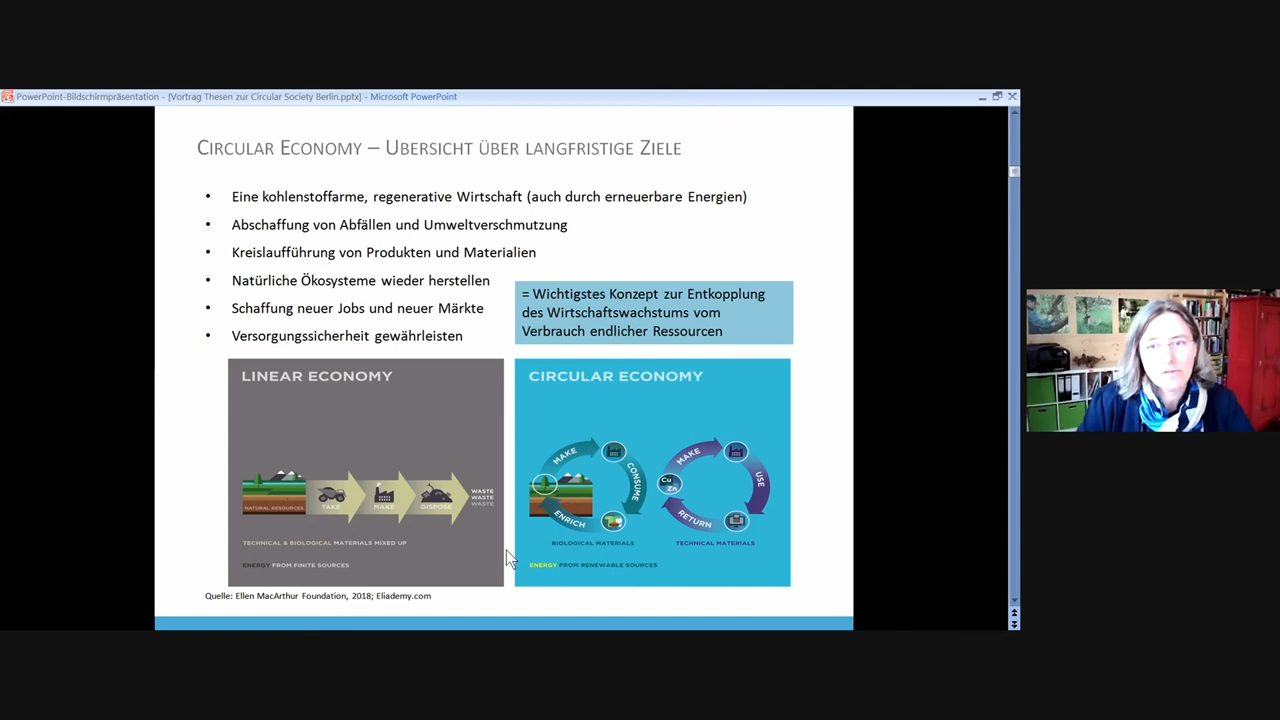 PowerPoint-Bildschirmpräsentation - [Vortrag Thesen zur Circular Society Berlin.pptx] - Microsoft PowerPoint
CIRCULAR ECONOMY – ÜBERSICHT ÜBER LANGFRISTIGE ZIELE
• Eine kohlenstoffarme, regenerative Wirtschaft (auch durch erneuerbare Energien)
• Abschaffung von Abfällen und Umweltverschmutzung
• Kreislaufführung von Produkten und Materialien
• Natürliche Ökosysteme wieder herstellen
• Schaffung neuer Jobs und neuer Märkte
• Versorgungssicherheit gewährleisten
= Wichtigstes Konzept zur Entkopplung
des Wirtschaftswachstums vom
Verbrauch endlicher Ressourcen
LINEAR ECONOMY
NATURAL RESOURCES
TAKE
MAKE
DISPOSE
WASTE
WASTE
WASTE
TECHNICAL & BIOLOGICAL MATERIALS MIXED UP
ENERGY FROM FINITE SOURCES
CIRCULAR ECONOMY
MAKE
CONSUME
ENRICH
BIOLOGICAL MATERIALS
MAKE
USE
RETURN
Cu
Zn
TECHNICAL MATERIALS
ENERGY FROM RENEWABLE SOURCES
Quelle: Ellen MacArthur Foundation, 2018; Eliademy.com